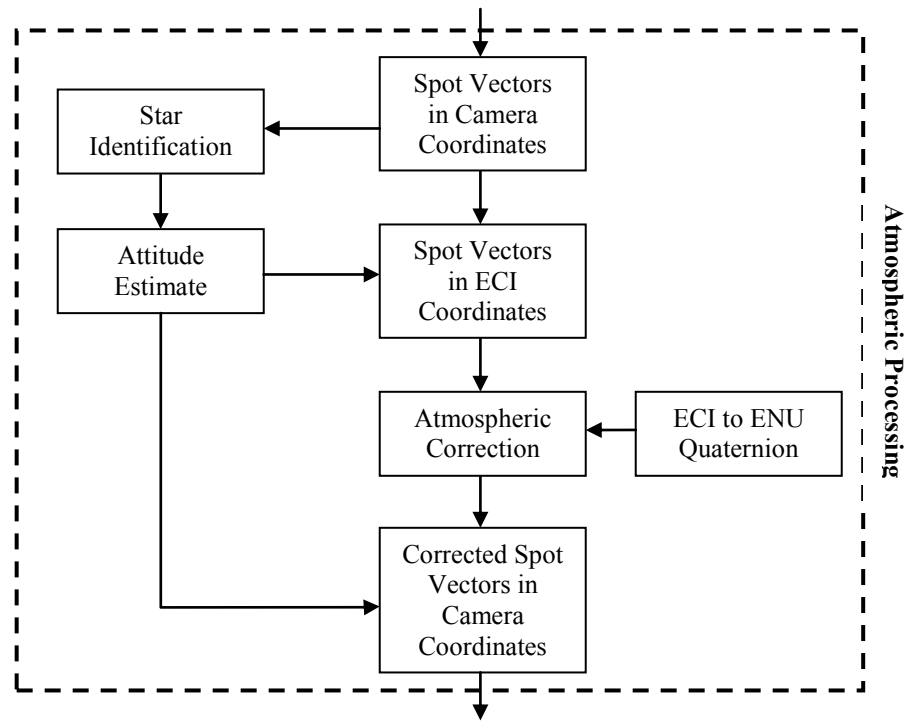 Spot Vectors
in Camera
Coordinates
Star
Identification
Attitude
Estimate
Spot Vectors
in ECI
Coordinates
Atmospheric
Correction
ECI to ENU
Quaternion
Corrected Spot
Vectors in
Camera
Coordinates
Atmospheric Processing